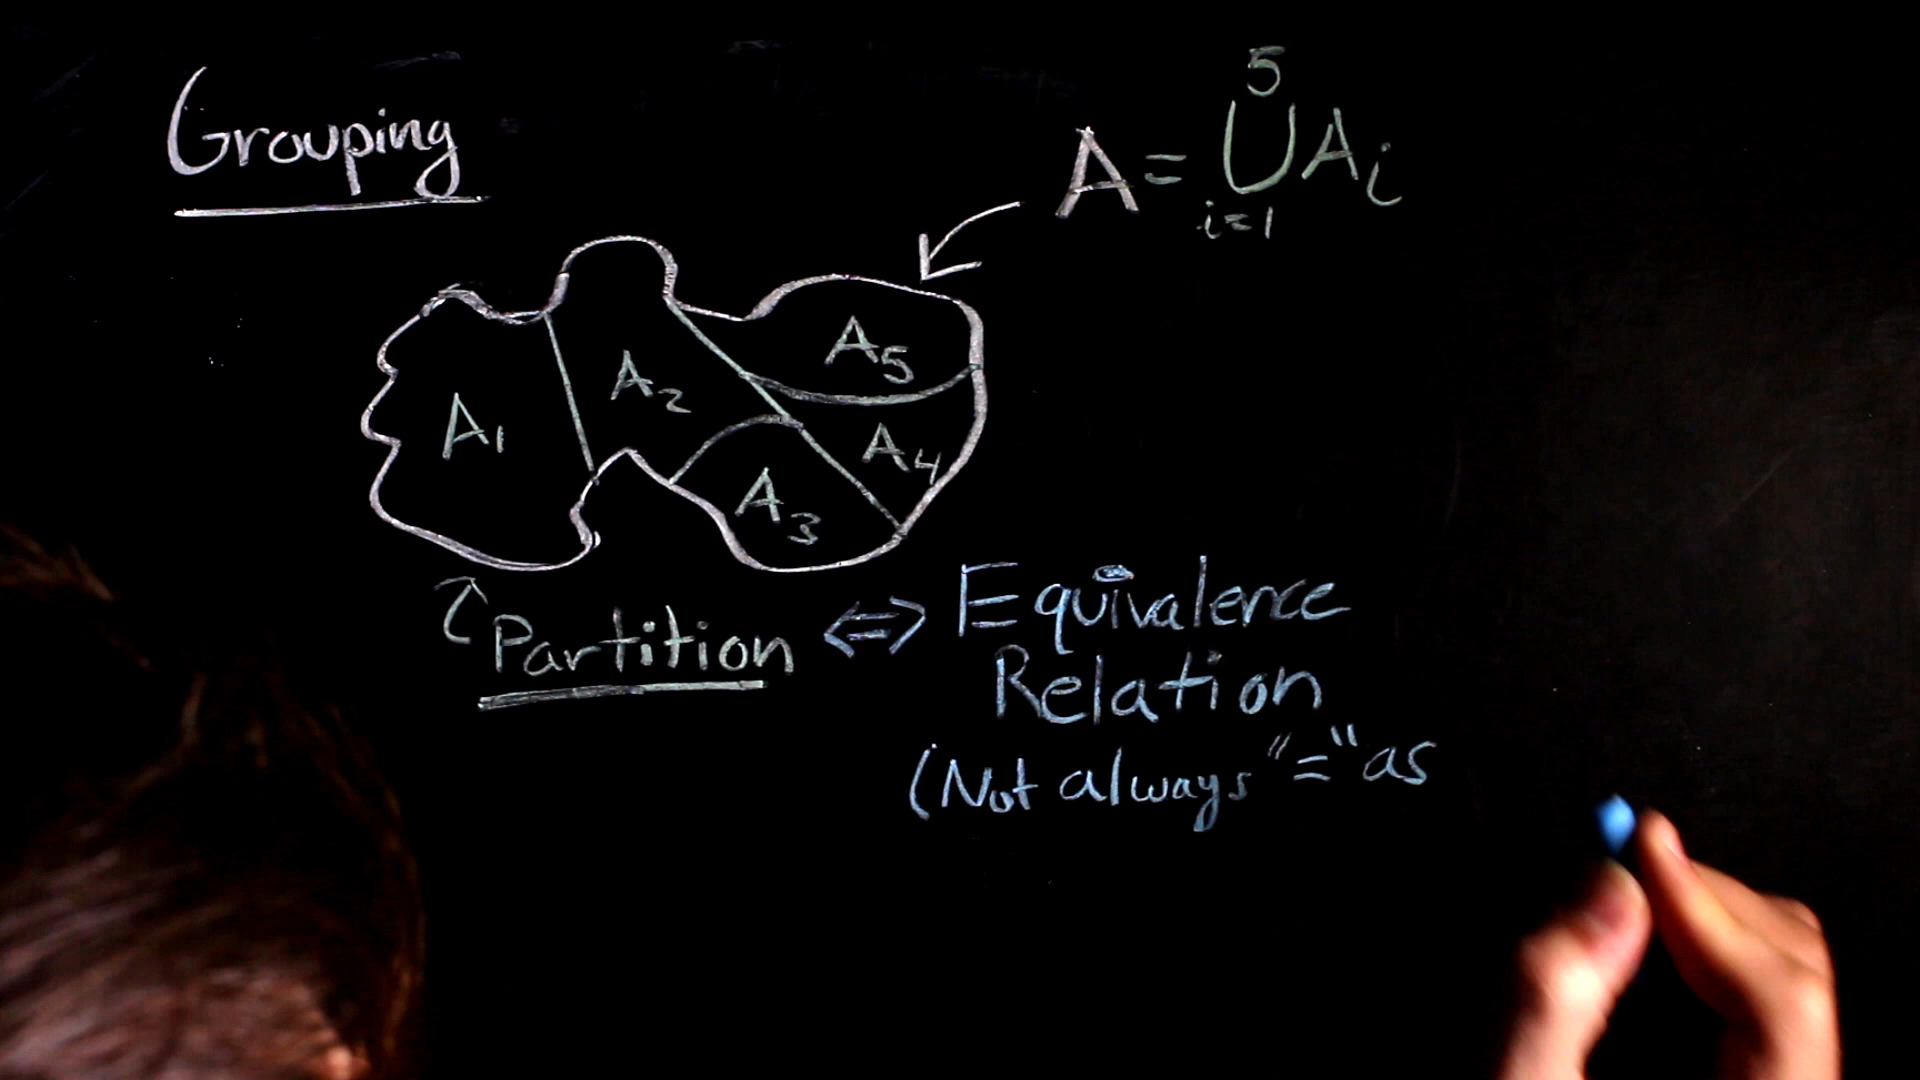 Grouping
5
A = ⋃ Aᵢ
i=1
A₅
A₂
A₁
A₄
A₃
Partition ⇔ Equivalence
Relation
(Not always "=" as